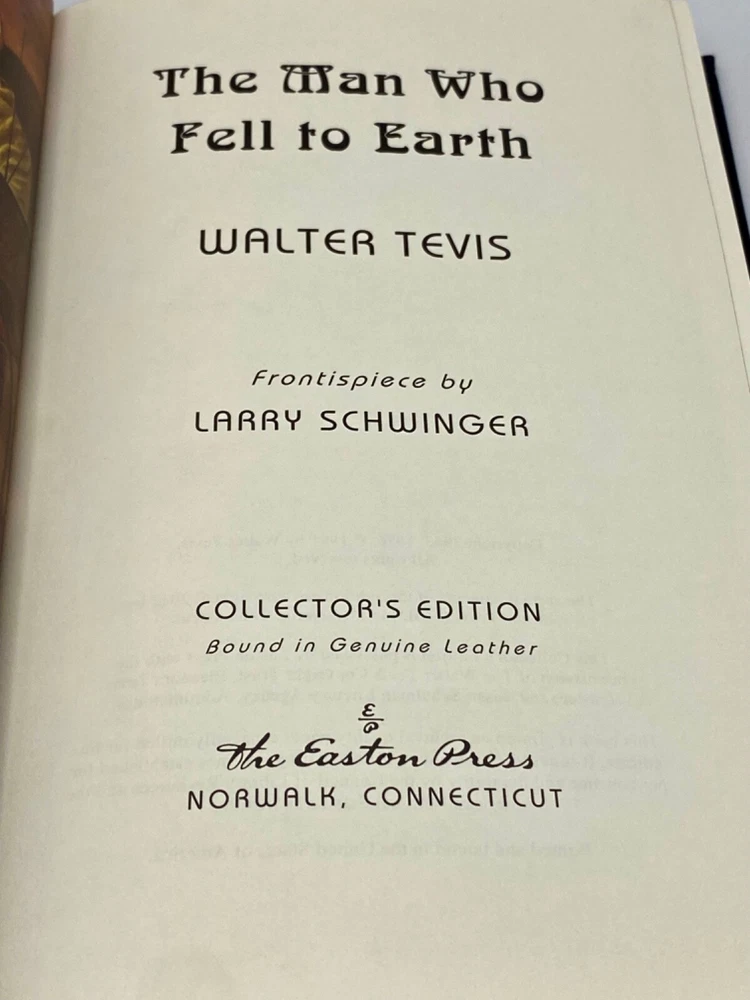 The Man Who
Fell to Earth
WALTER TEVIS
Frontispiece by
LARRY SCHWINGER
COLLECTOR'S EDITION
Bound in Genuine Leather
E
P
The Easton Press
NORWALK, CONNECTICUT